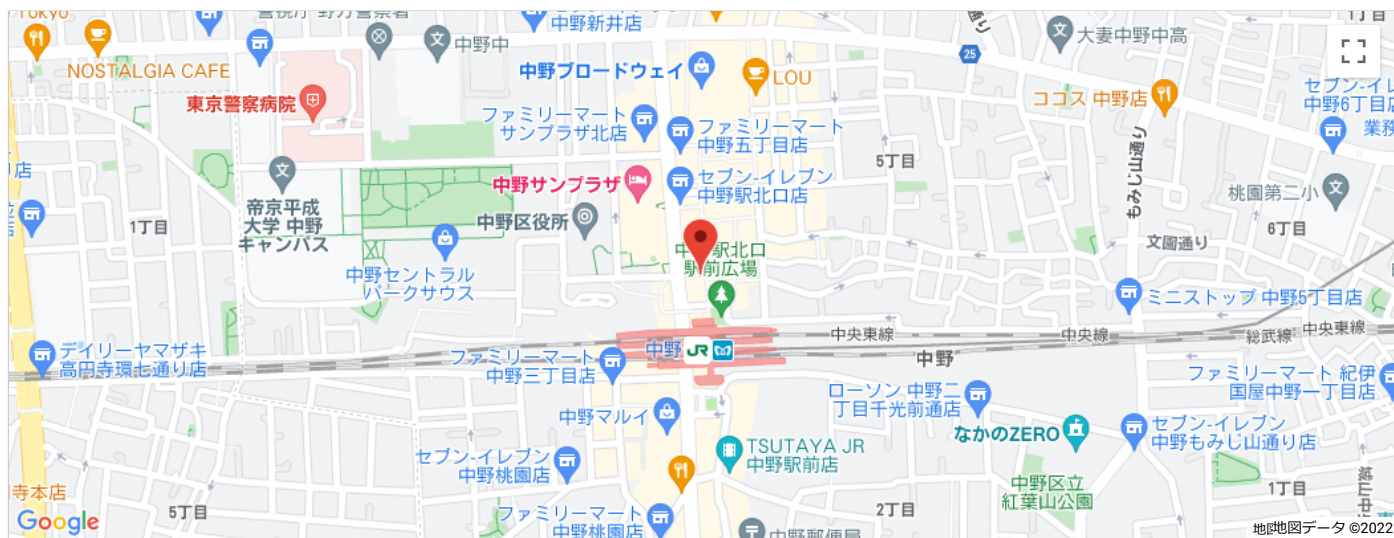 Tokyo
NOSTALGIA CAFE
中野中
中野新井店
中野ブロードウェイ
LOU
25
大妻中野中高
1丁目
ココス 中野店
中野6丁目店
業務
東京警察病院
ファミリーマート
サンプラザ北店
ファミリーマート
中野五丁目店
5丁目
もみじ山通り
中野サンプラザ
セブン-イレブン
中野駅北口店
桃園第二小
帝京平成
大学 中野
キャンパス
1丁目
中野区役所
6丁目
文園通り
駅北口
駅前広場
中野セントラル
パークサウス
ミニストップ 中野5丁目店
中央東線
中央線
総武線
中央東線
デイリーヤマザキ
高円寺環七通り店
ファミリーマート
中野三丁目店
中野
JR
中野
ローソン 中野二
丁目千光前通店
ファミリーマート 紀伊
国屋中野一丁目店
中野マルイ
なかのZERO
セブン-イレブン
中野もみじ山通り店
TSUTAYA JR
中野駅前店
セブン-イレブン
中野桃園店
中野区立
紅葉山公園
1丁目
寺本店
5丁目
ファミリーマート
中野桃園店
2丁目
中野郵便局
Google
地図データ ©2022